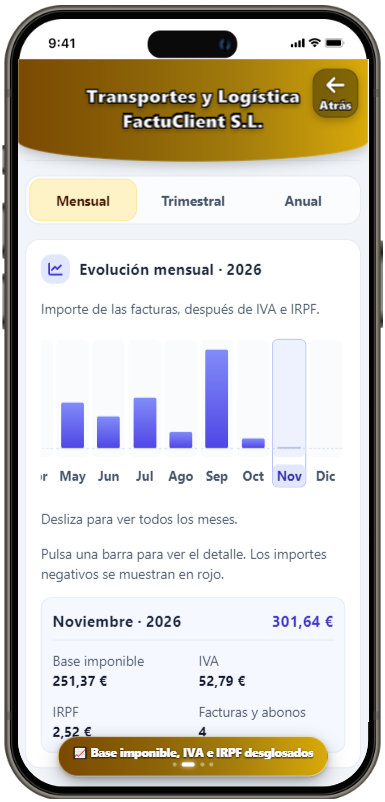 9:41
Transportes y Logística
FactuClient S.L.
Atrás
Mensual Trimestral Anual
Evolución mensual · 2026
Importe de las facturas, después de IVA e IRPF.
May Jun Jul Ago Sep Oct Nov Dic
Desliza para ver todos los meses.
Pulsa una barra para ver el detalle. Los importes
negativos se muestran en rojo.
Noviembre · 2026 301,64 €
Base imponible IVA
251,37 € 52,79 €
IRPF Facturas y abonos
2,52 € 4
Base imponible, IVA e IRPF desglosados